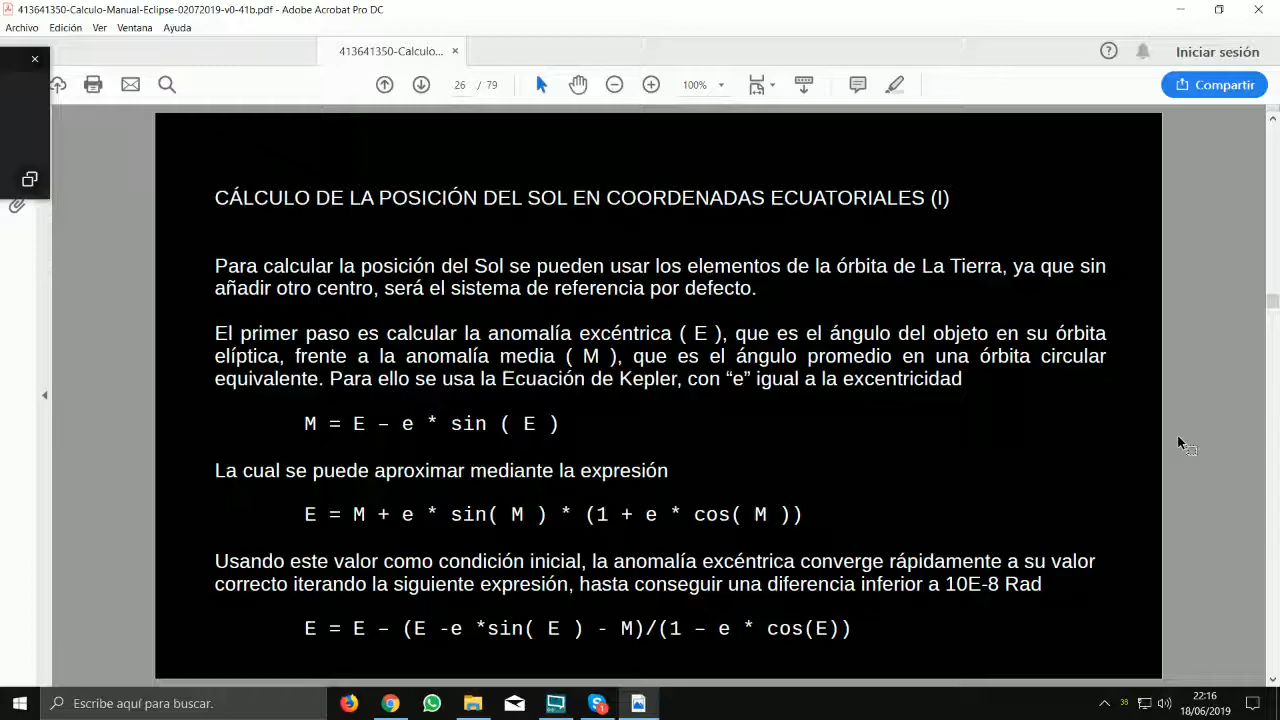 413641350-Calculo-Manual-Eclipse-02072019-v0-41b.pdf - Adobe Acrobat Pro DC
Archivo Edición Ver Ventana Ayuda
413641350-Calculo...
Iniciar sesión
26 / 79
100%
Compartir
CÁLCULO DE LA POSICIÓN DEL SOL EN COORDENADAS ECUATORIALES (I)
Para calcular la posición del Sol se pueden usar los elementos de la órbita de La Tierra, ya que sin
añadir otro centro, será el sistema de referencia por defecto.
El primer paso es calcular la anomalía excéntrica ( E ), que es el ángulo del objeto en su órbita
elíptica, frente a la anomalía media ( M ), que es el ángulo promedio en una órbita circular
equivalente. Para ello se usa la Ecuación de Kepler, con “e” igual a la excentricidad
M = E – e * sin ( E )
La cual se puede aproximar mediante la expresión
E = M + e * sin( M ) * (1 + e * cos( M ))
Usando este valor como condición inicial, la anomalía excéntrica converge rápidamente a su valor
correcto iterando la siguiente expresión, hasta conseguir una diferencia inferior a 10E-8 Rad
E = E – (E -e *sin( E ) - M)/(1 – e * cos(E))
Escribe aquí para buscar.
38
22:16
18/06/2019